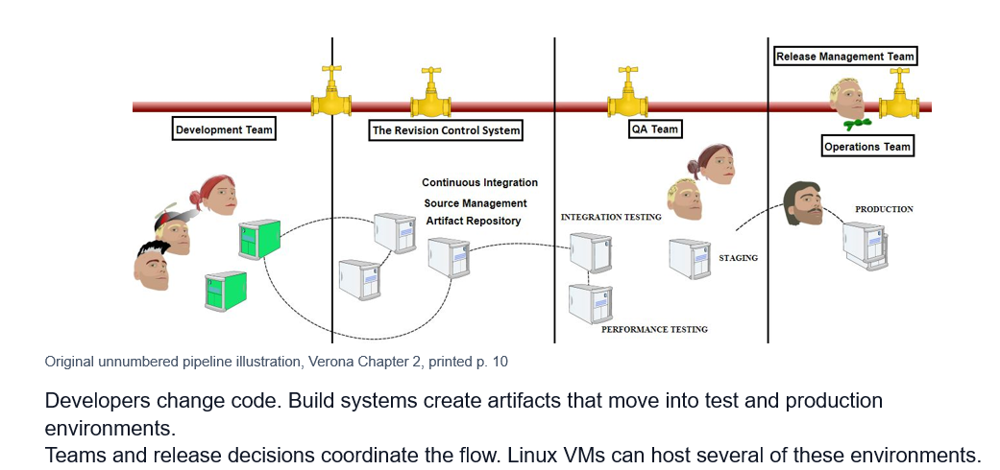 Release Management Team
Development Team
The Revision Control System
QA Team
Operations Team
Continuous Integration
Source Management
Artifact Repository
INTEGRATION TESTING
STAGING
PRODUCTION
PERFORMANCE TESTING
Original unnumbered pipeline illustration, Verona Chapter 2, printed p. 10
Developers change code. Build systems create artifacts that move into test and production
environments.
Teams and release decisions coordinate the flow. Linux VMs can host several of these environments.